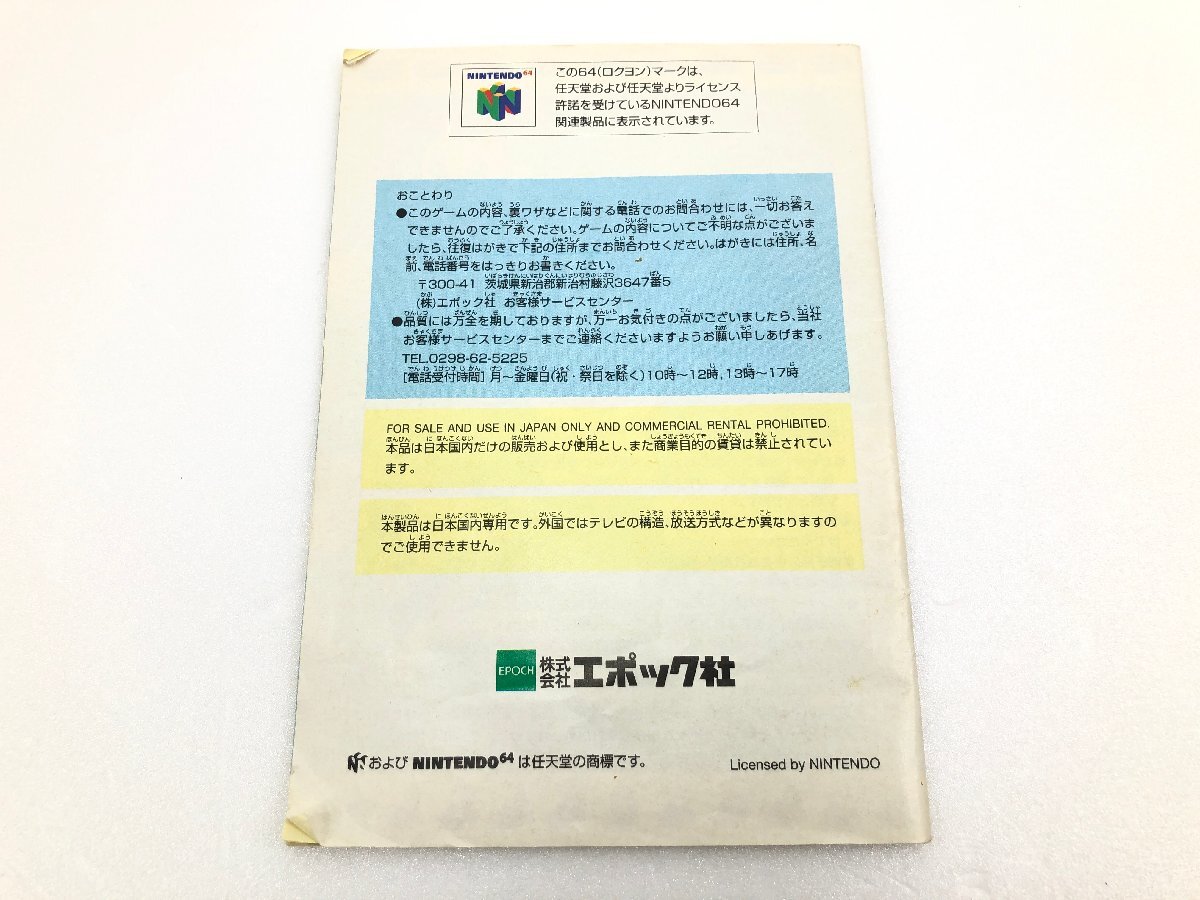 NINTENDO64
この64(ロクヨン)マークは、
任天堂および任天堂よりライセンス
許諾を受けているNINTENDO64
関連製品に表示されています。
おことわり
●このゲームの内容、裏ワザなどに関する電話でのお問合わせには、一切お答え
できませんのでご了承ください。ゲームの内容についてご不明な点がございま
したら、往復はがきで下記の住所までお問合わせください。はがきには住所、名
前、電話番号をはっきりお書きください。
〒300-41 茨城県新治郡新治村藤沢3647番5
(株)エポック社 お客様サービスセンター
●品質には万全を期しておりますが、万一お気付きの点がございましたら、当社
お客様サービスセンターまでご連絡くださいますようお願い申しあげます。
TEL.0298-62-5225
[電話受付時間] 月〜金曜日(祝・祭日を除く)10時〜12時,13時〜17時
FOR SALE AND USE IN JAPAN ONLY AND COMMERCIAL RENTAL PROHIBITED.
本品は日本国内だけの販売および使用とし、また商業目的の賃貸は禁止されてい
ます。
本製品は日本国内専用です。外国ではテレビの構造、放送方式などが異なりますの
でご使用できません。
EPOCH 株式会社エポック社
および NINTENDO64 は任天堂の商標です。
Licensed by NINTENDO